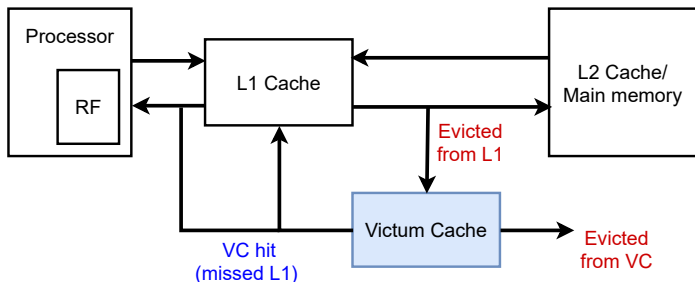 Processor
RF
L1 Cache
L2 Cache/
Main memory
Evicted
from L1
Victum Cache
VC hit
(missed L1)
Evicted
from VC